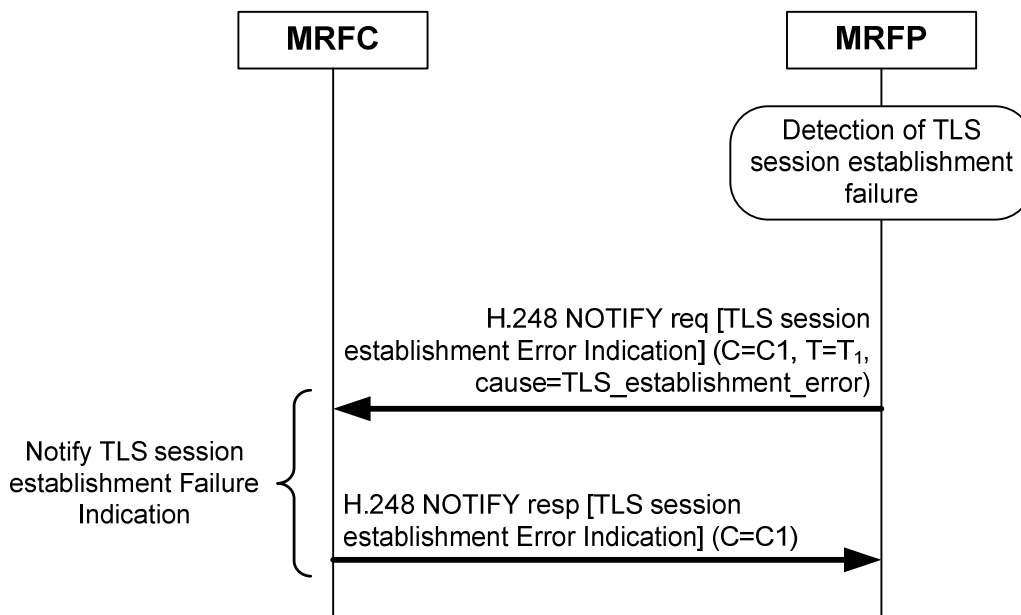 MRFC
MRFP
Detection of TLS
session establishment
failure
H.248 NOTIFY req [TLS session
establishment Error Indication] (C=C1, T=T₁,
cause=TLS_establishment_error)
Notify TLS session
establishment Failure
Indication
H.248 NOTIFY resp [TLS session
establishment Error Indication] (C=C1)